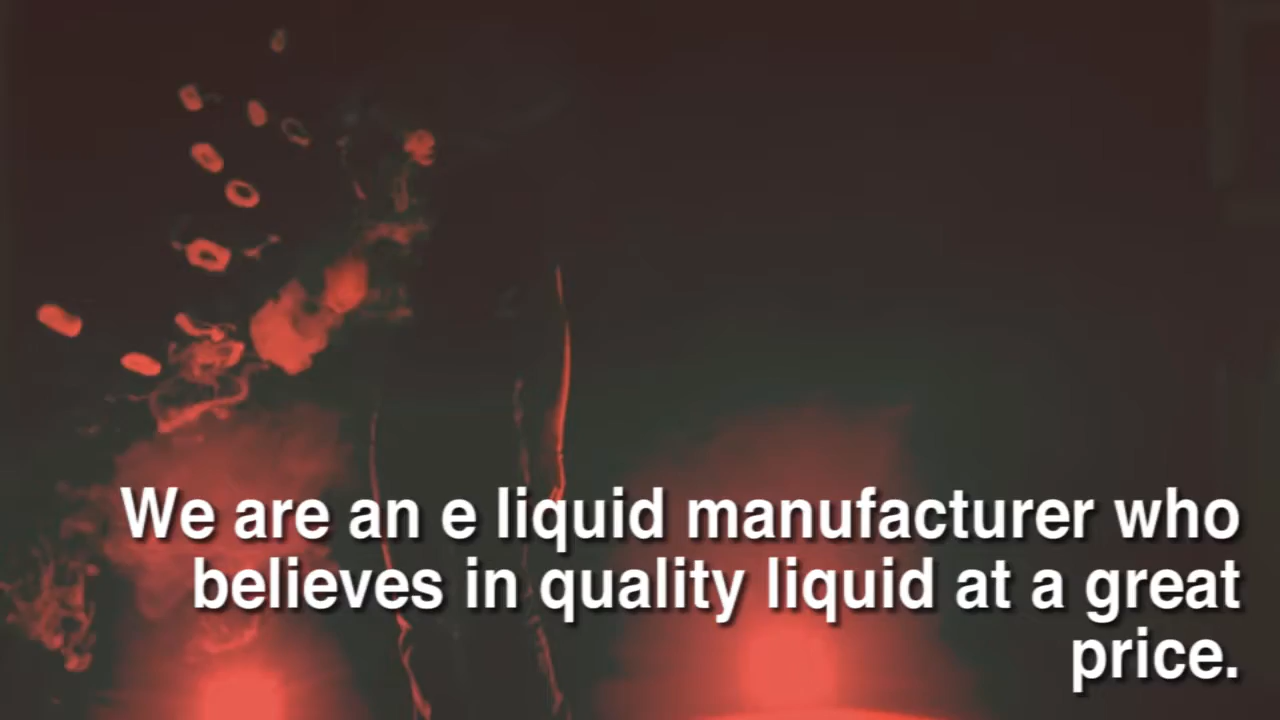 We are an e liquid manufacturer who
believes in quality liquid at a great
price.